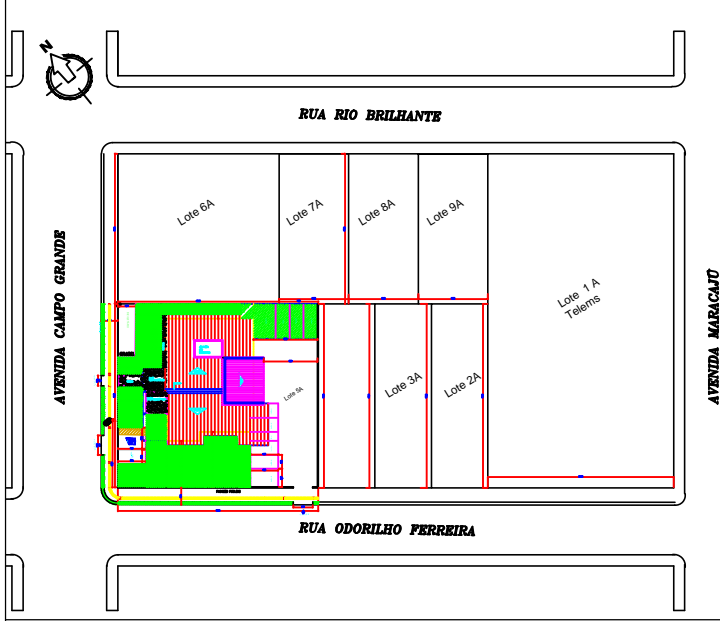 N
RUA RIO BRILHANTE
Lote 6A
Lote 7A
Lote 8A
Lote 9A
AVENIDA CAMPO GRANDE
Lote 1 A
Telems
AVENIDA MARACAJÚ
Lote 5A
Lote 3A
Lote 2A
RUA ODORILHO FERREIRA